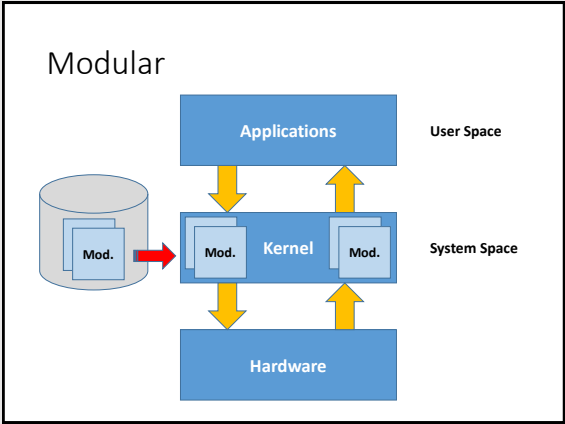 Modular
Applications
User Space
Mod.
Mod.
Kernel
Mod.
System Space
Hardware